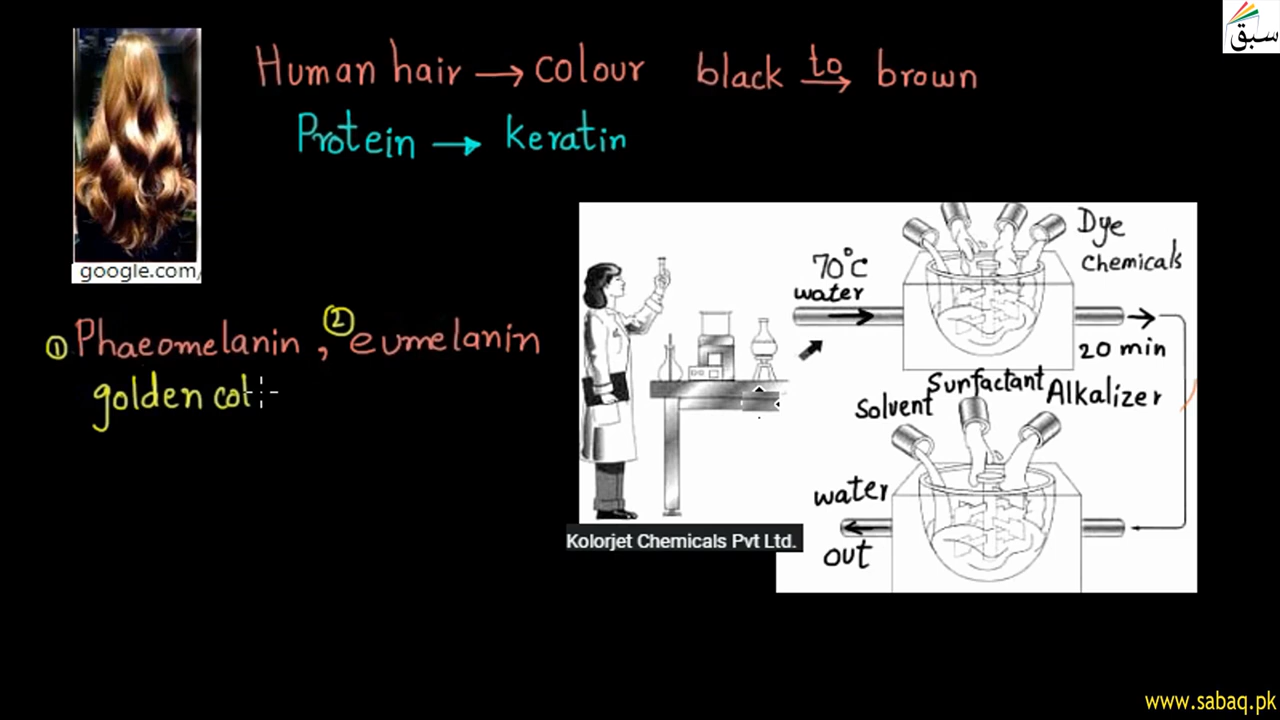 سبق
Human hair → colour black to → brown
Protein → keratin
google.com/
① Phaeomelanin , ② eumelanin
golden col
Dye
chemicals
70°C
water
20 min
Surfactant
Solvent
Alkalizer
water
out
Kolorjet Chemicals Pvt Ltd.
www.sabaq.pk